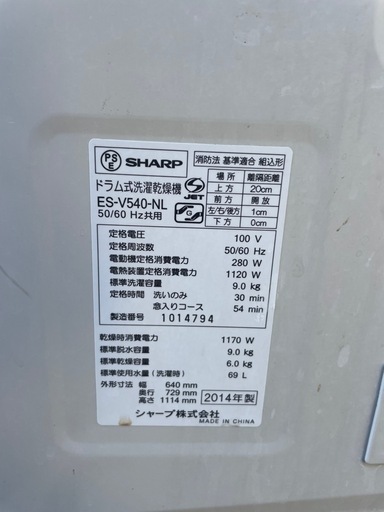 PS E SHARP
ドラム式洗濯乾燥機
ES-V540-NL
50/60 Hz共用
JET
消防法 基準適合 組込形
場所 離隔距離
上方 20cm
前方 開放
左/右/後方 1cm
下方 0cm
定格電圧 100 V
定格周波数 50/60 Hz
電動機定格消費電力 280 W
電熱装置定格消費電力 1120 W
標準洗濯容量 9.0 kg
定格時間 洗いのみ 30 min
念入りコース 54 min
製造番号 1014794
乾燥時消費電力 1170 W
標準脱水容量 9.0 kg
標準乾燥容量 6.0 kg
標準使用水量 (洗濯時) 69 L
外形寸法 幅 640 mm
奥行 729 mm
高さ 1114 mm
2014年製
シャープ株式会社
MADE IN CHINA